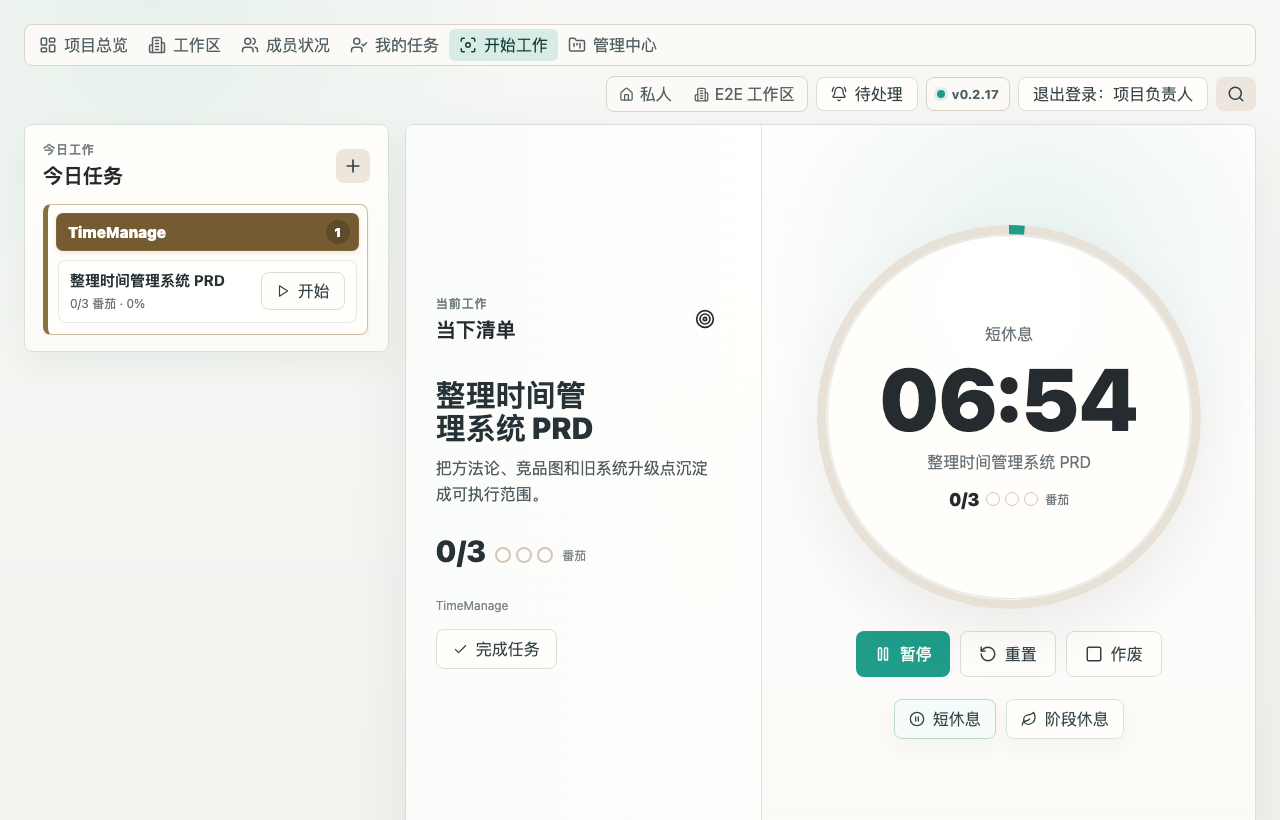 项目总览
工作区
成员状况
我的任务
开始工作
管理中心
私人
E2E 工作区
待处理
v0.2.17
退出登录：项目负责人
今日工作
今日任务
TimeManage
1
整理时间管理系统 PRD
0/3 番茄 · 0%
开始
当前工作
当下清单
整理时间管
理系统 PRD
把方法论、竞品图和旧系统升级点沉淀
成可执行范围。
0/3
番茄
TimeManage
完成任务
短休息
06:54
整理时间管理系统 PRD
0/3
番茄
暂停
重置
作废
短休息
阶段休息